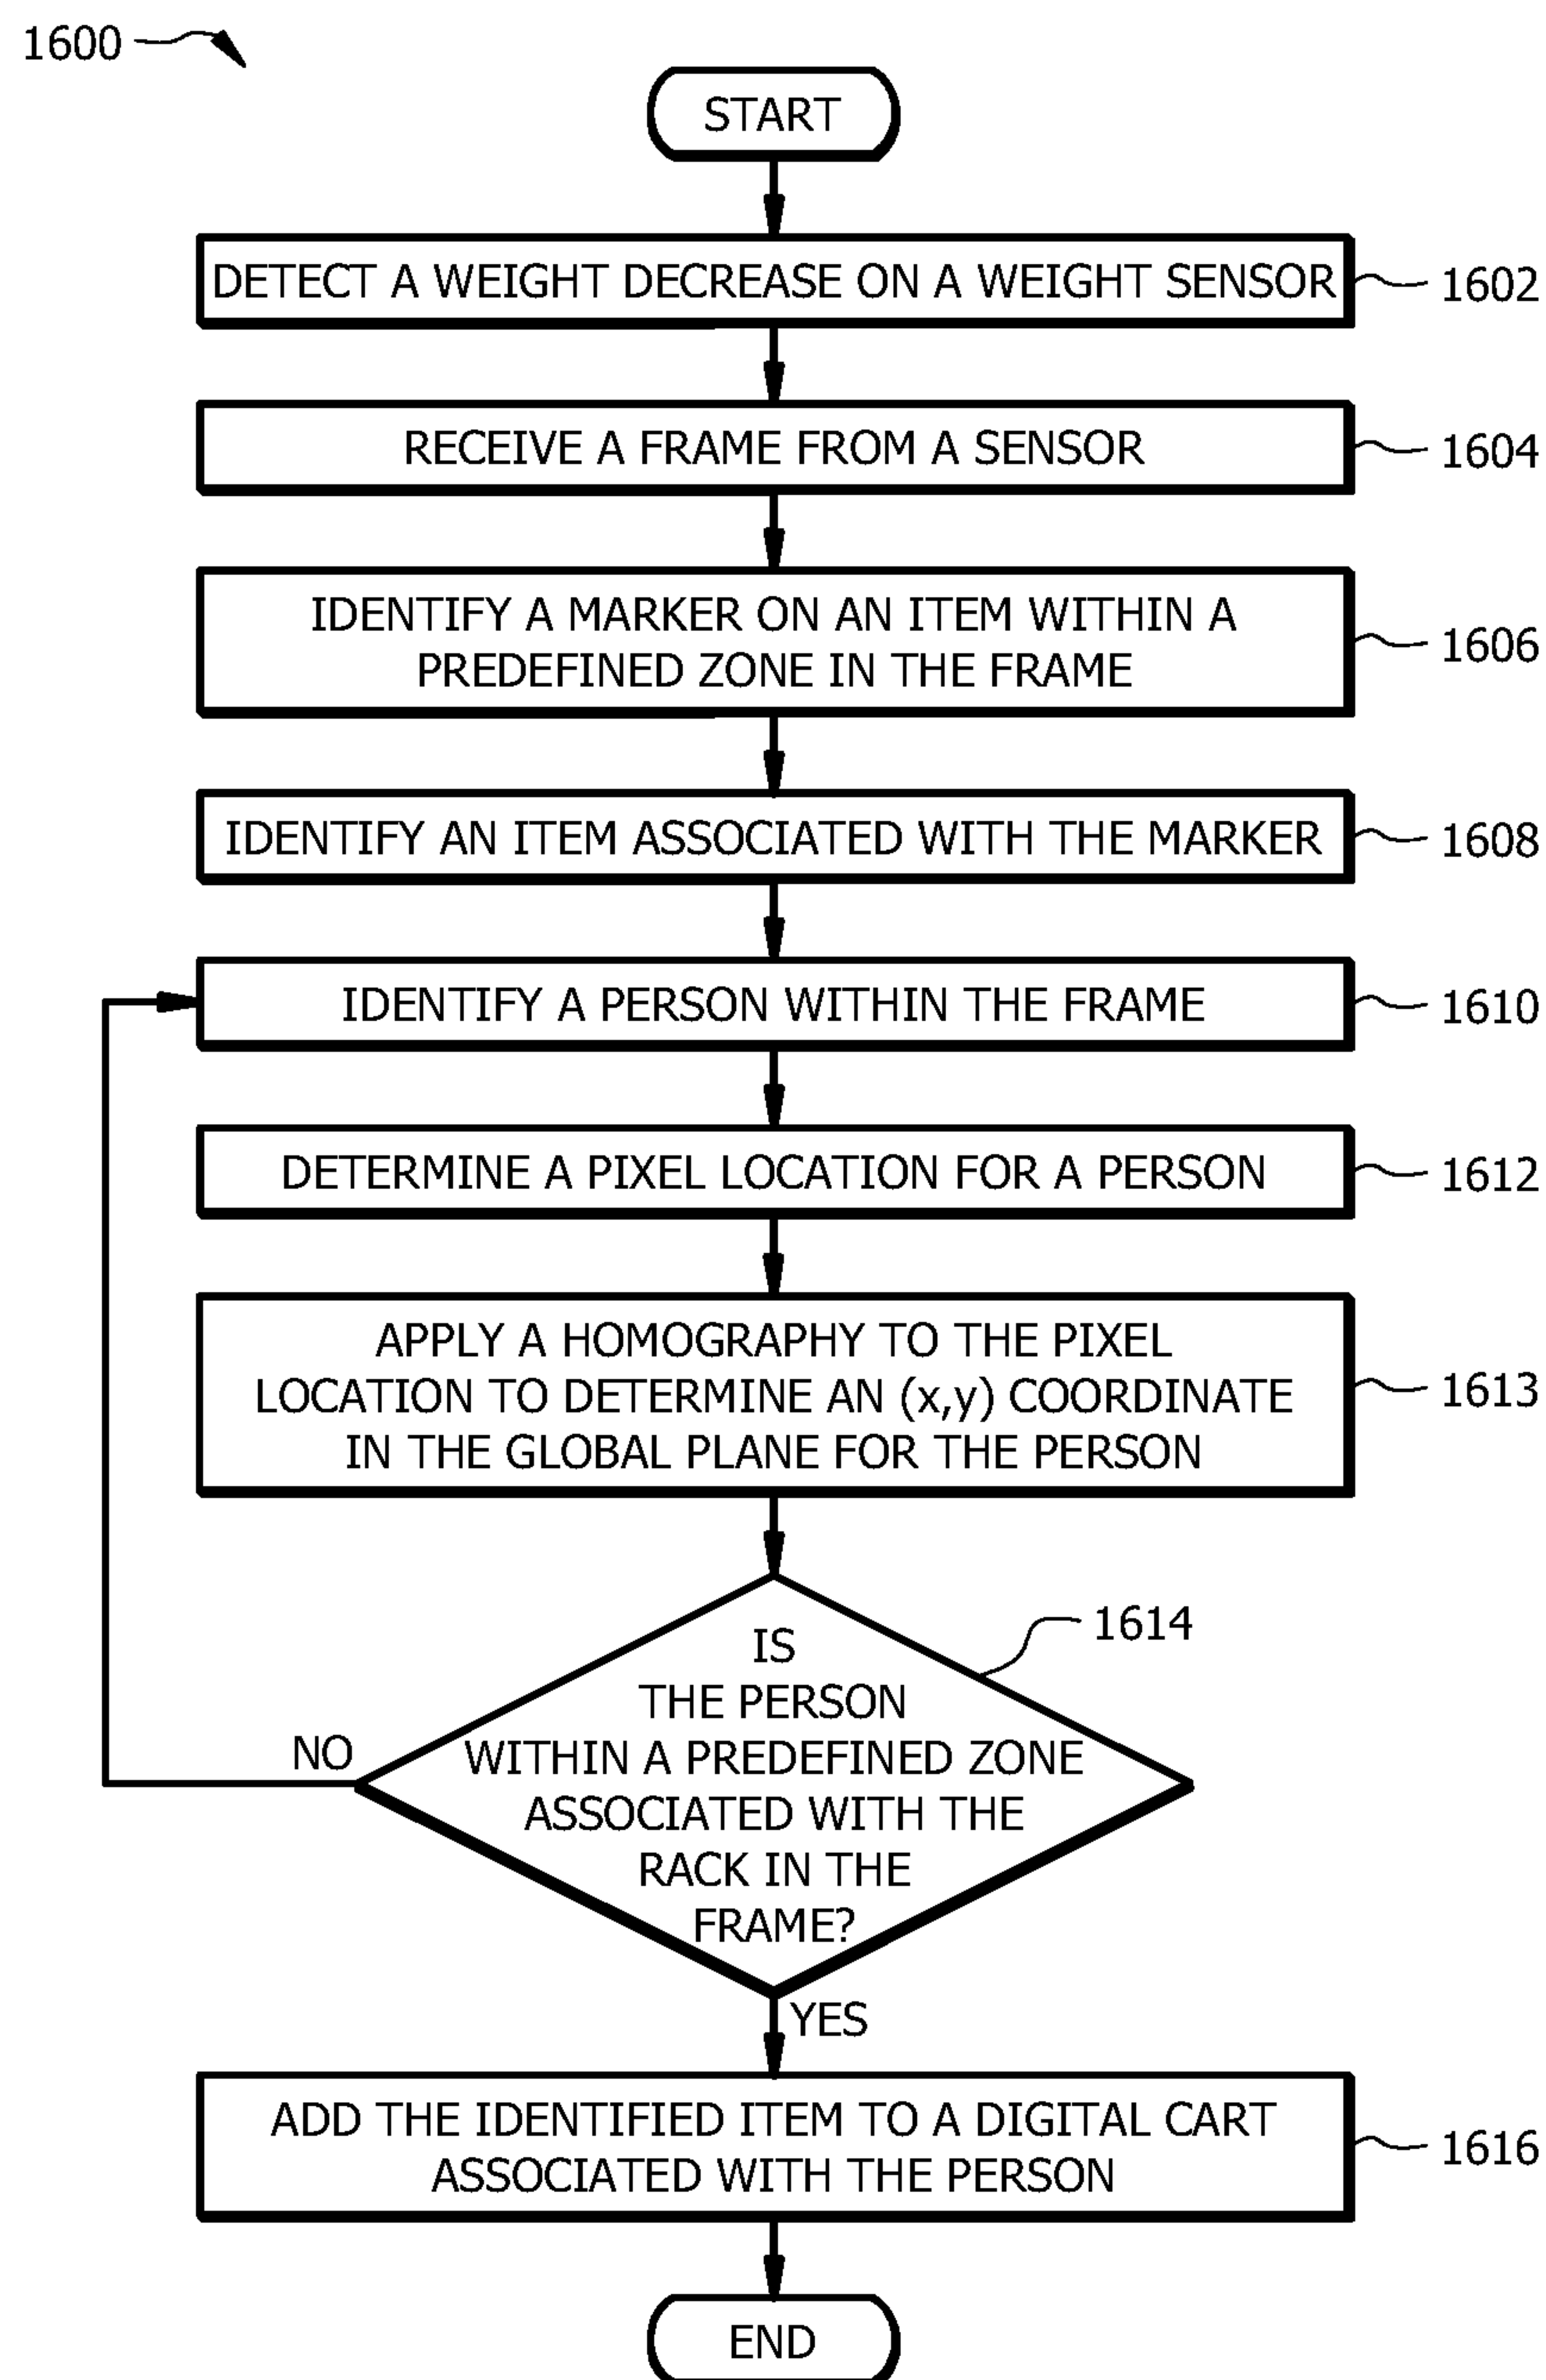 1600
START
DETECT A WEIGHT DECREASE ON A WEIGHT SENSOR
1602
RECEIVE A FRAME FROM A SENSOR
1604
IDENTIFY A MARKER ON AN ITEM WITHIN A
PREDEFINED ZONE IN THE FRAME
1606
IDENTIFY AN ITEM ASSOCIATED WITH THE MARKER
1608
IDENTIFY A PERSON WITHIN THE FRAME
1610
DETERMINE A PIXEL LOCATION FOR A PERSON
1612
APPLY A HOMOGRAPHY TO THE PIXEL
LOCATION TO DETERMINE AN (x,y) COORDINATE
IN THE GLOBAL PLANE FOR THE PERSON
1613
IS
THE PERSON
WITHIN A PREDEFINED ZONE
ASSOCIATED WITH THE
RACK IN THE
FRAME?
1614
NO
YES
ADD THE IDENTIFIED ITEM TO A DIGITAL CART
ASSOCIATED WITH THE PERSON
1616
END